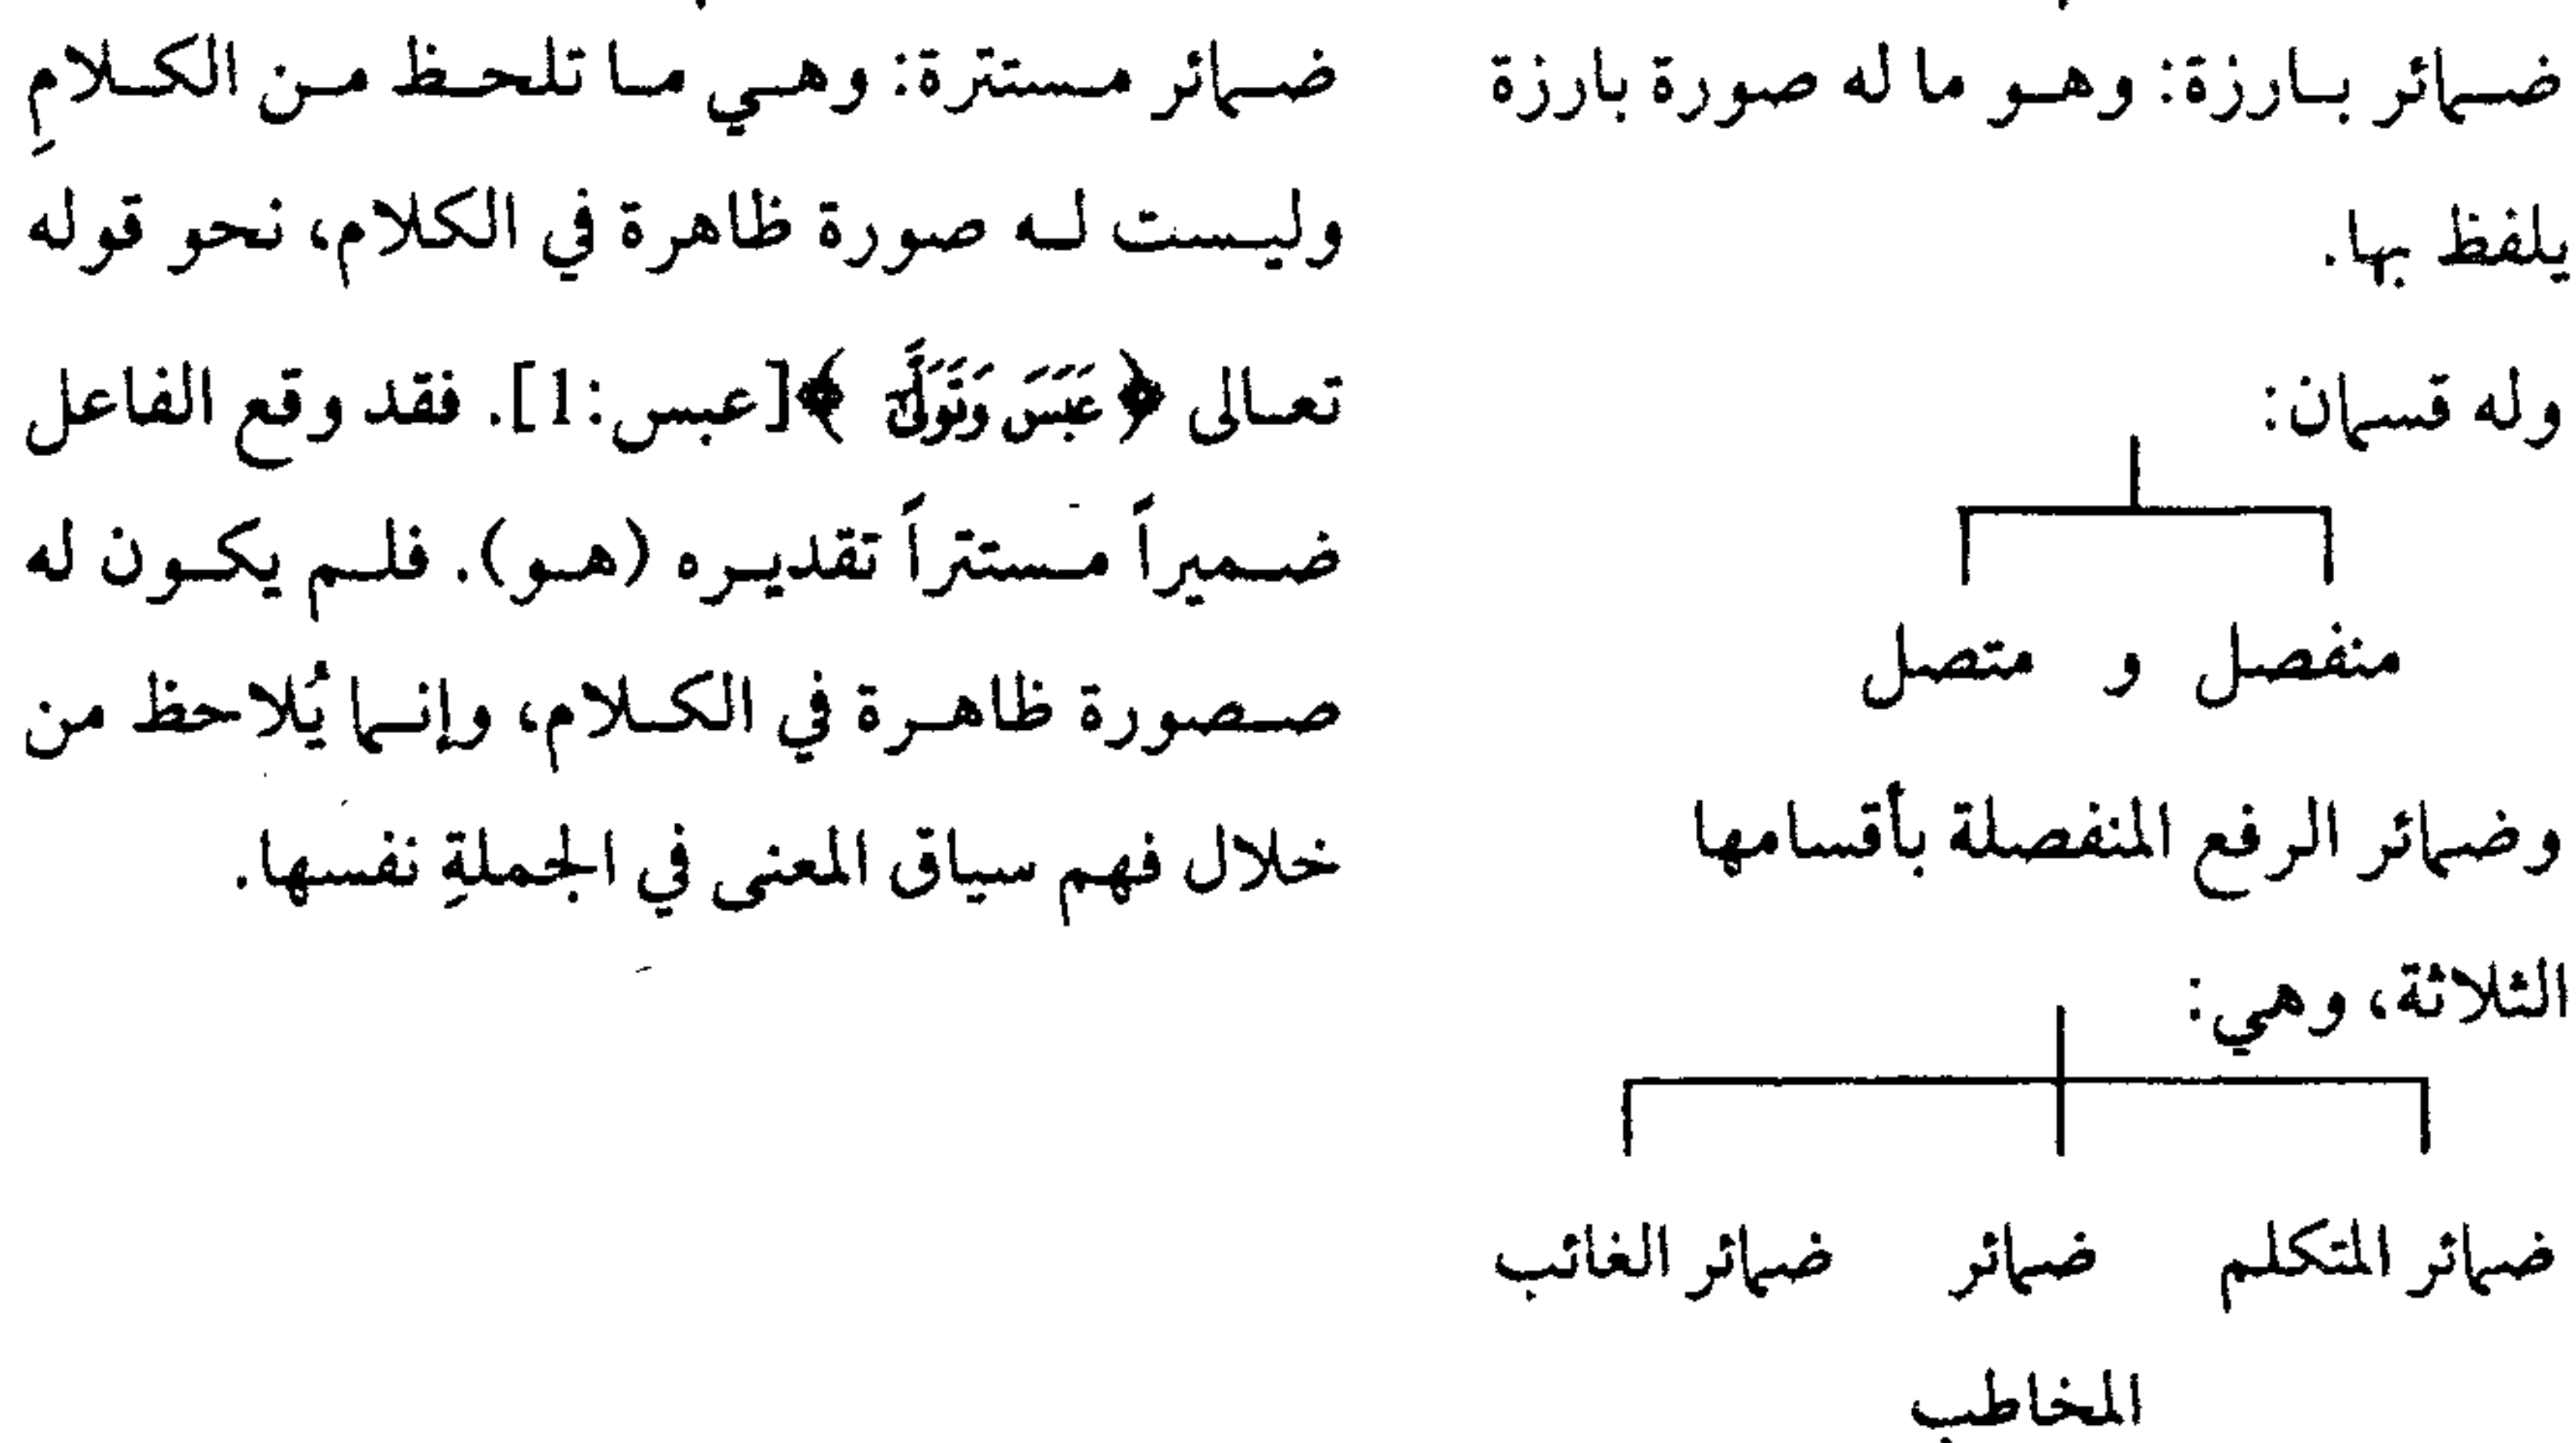 ضمائر بارزة: وهو ما له صورة بارزة
يلفظ بها.
وله قسمان:
منفصل و متصل
وضمائر الرفع المنفصلة بأقسامها
الثلاثة، وهي:
ضمائر المتكلم ضمائر ضمائر الغائب
المخاطب
ضمائر مستترة: وهي ما تلحظ من الكلامِ
وليست له صورة ظاهرة في الكلام، نحو قوله
تعالى ﴿عَبَسَ وَتَوَلَّىٰٓ﴾[عبس:1]. فقد وقع الفاعل
ضميراً مستتراً تقديره (هو). فلم يكون له
صصورة ظاهرة في الكلام، وإنما يُلاحظ من
خلال فهم سياق المعنى في الجملةِ نفسها.